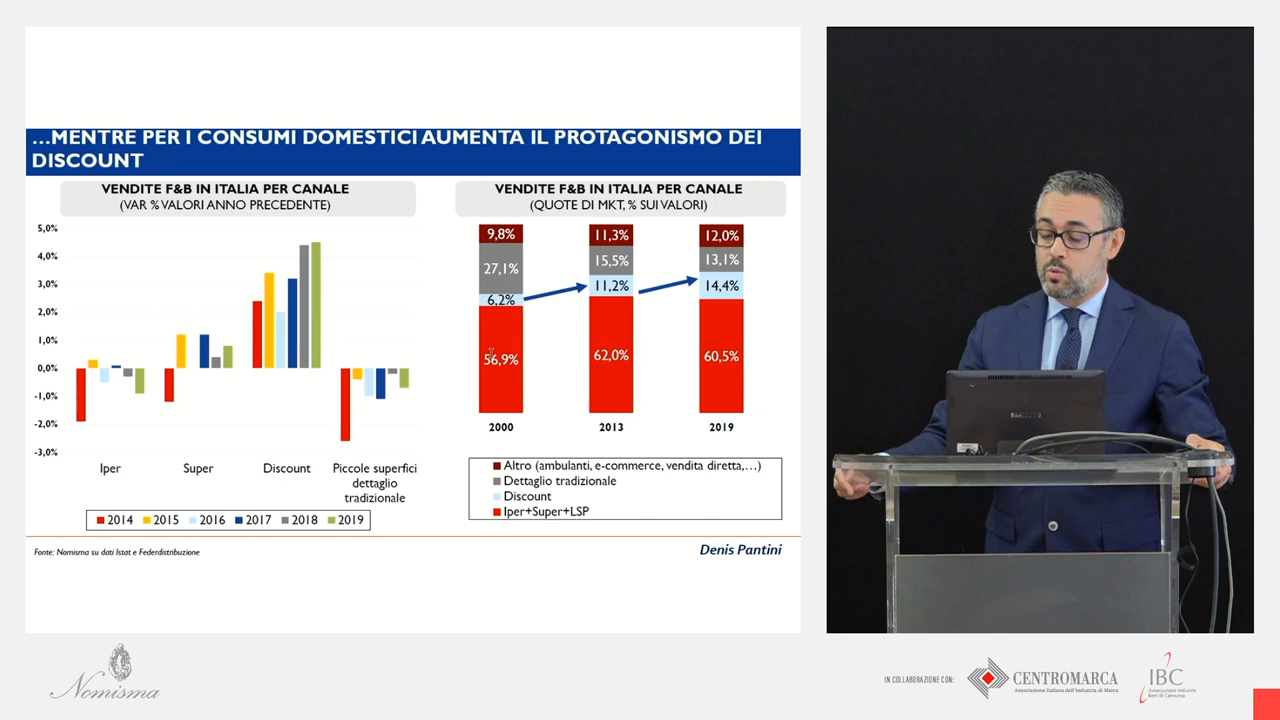 ...MENTRE PER I CONSUMI DOMESTICI AUMENTA IL PROTAGONISMO DEI
DISCOUNT
VENDITE F&B IN ITALIA PER CANALE
(VAR % VALORI ANNO PRECEDENTE)
5,0%
4,0%
3,0%
2,0%
1,0%
0,0%
-1,0%
-2,0%
-3,0%
Iper
Super
Discount
Piccole superfici
dettaglio
tradizionale
2014 2015 2016 2017 2018 2019
VENDITE F&B IN ITALIA PER CANALE
(QUOTE DI MKT, % SUI VALORI)
9,8% 11,3% 12,0%
27,1% 15,5% 13,1%
6,2% 11,2% 14,4%
56,9% 62,0% 60,5%
2000 2013 2019
Altro (ambulanti, e-commerce, vendita diretta,...)
Dettaglio tradizionale
Discount
Iper+Super+LSP
Fonte: Nomisma su dati Istat e Federdistribuzione
Denis Pantini
SAMSUNG
Nomisma
IN COLLABORAZIONE CON:
CENTROMARCA
Associazione Italiana dell'Industria di Marca
IBC
Associazione Industrie
Beni di Consumo